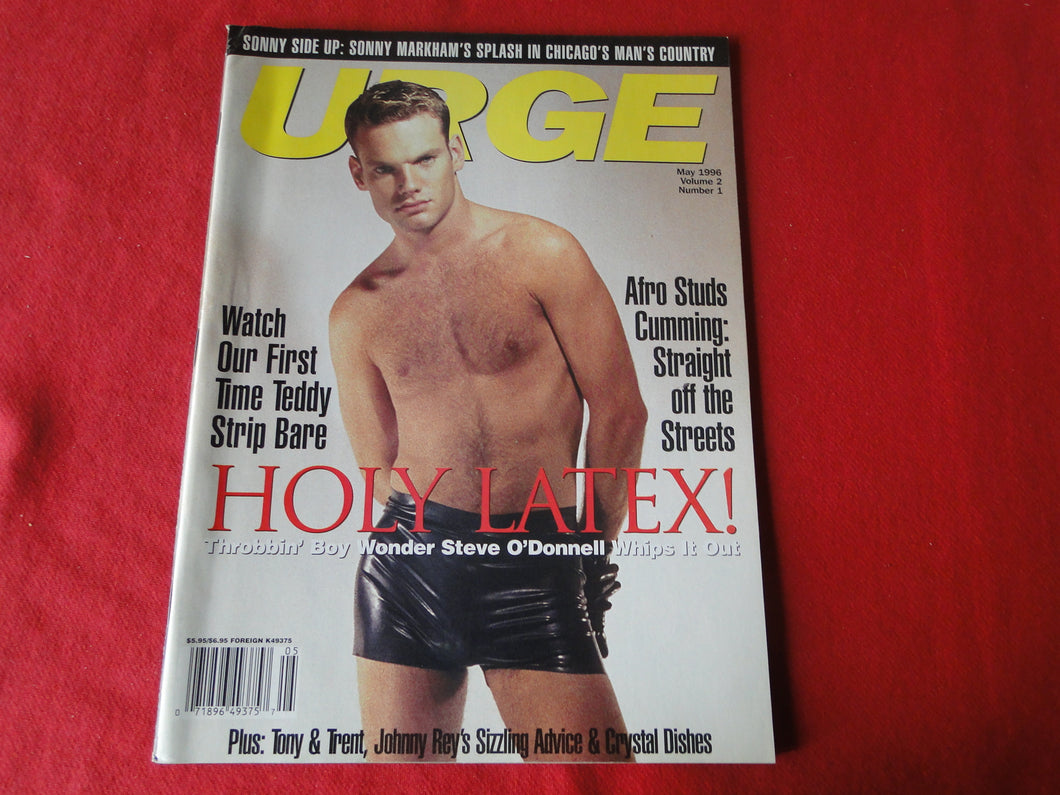 SONNY SIDE UP: SONNY MARKHAM'S SPLASH IN CHICAGO'S MAN'S COUNTRY
URGE
May 1996
Volume 2
Number 1
Watch
Our First
Time Teddy
Strip Bare
Afro Studs
Cumming:
Straight
off the
Streets
HOLY LATEX!
Throbbin' Boy Wonder Steve O'Donnell Whips It Out
$5.95/$6.95 FOREIGN K49375
05
0 71896 49375 7
Plus: Tony & Trent, Johnny Rey's Sizzling Advice & Crystal Dishes